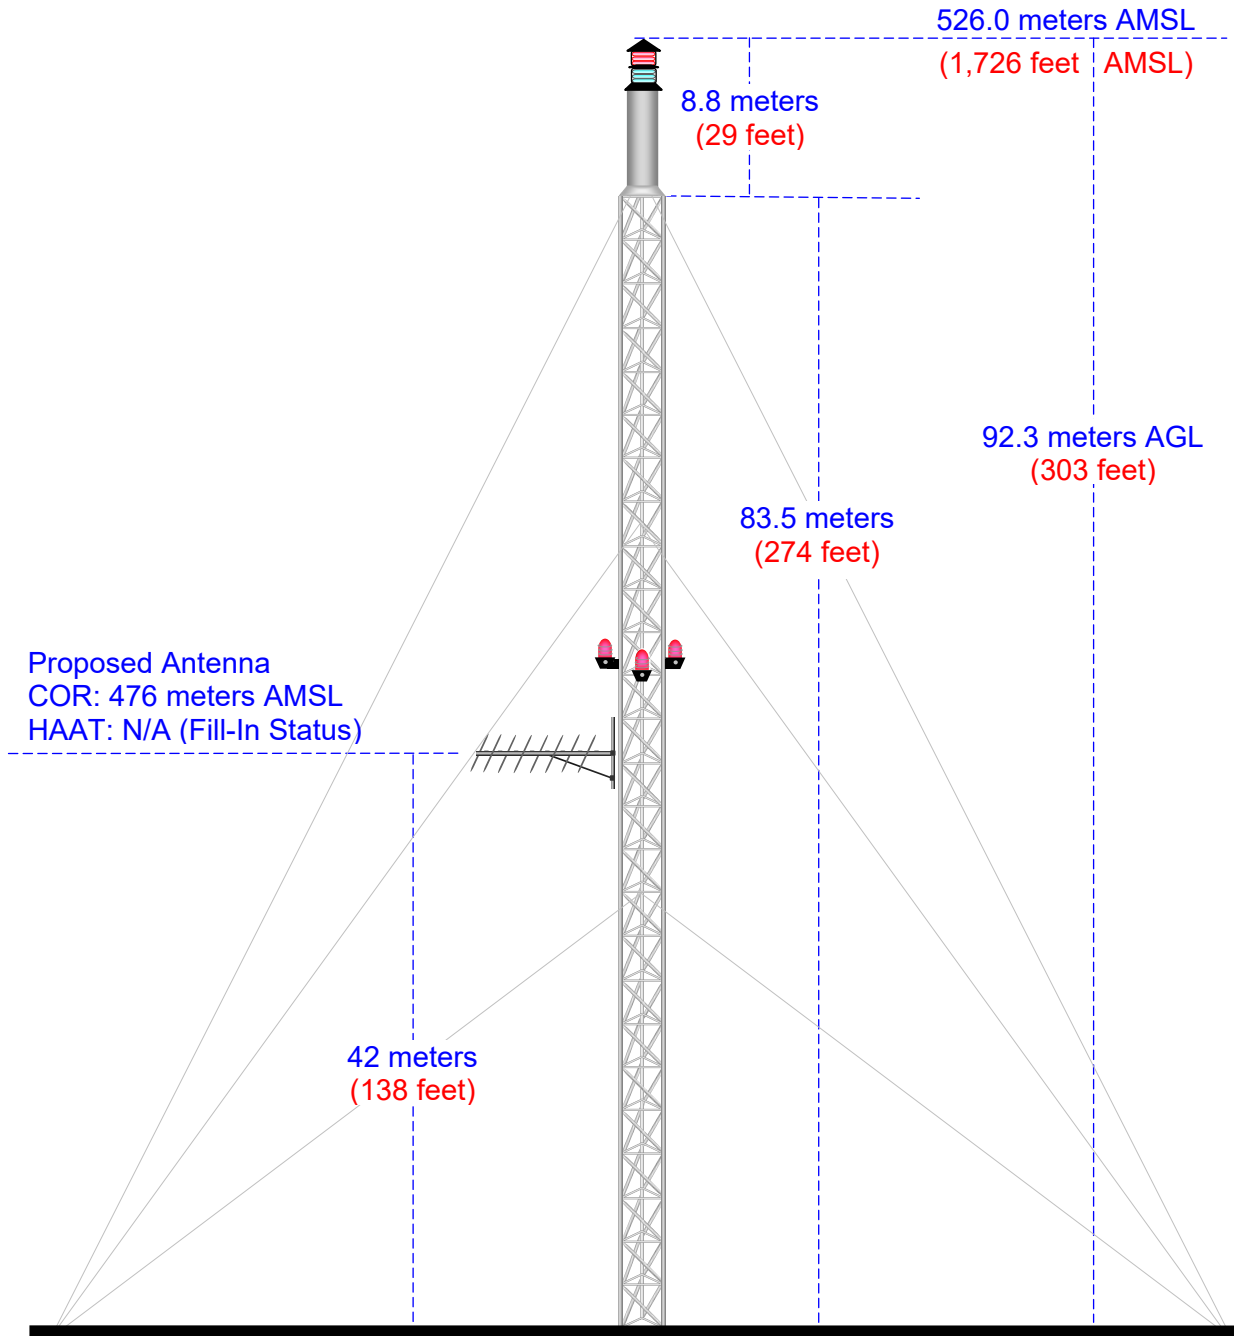 526.0 meters AMSL
(1,726 feet AMSL)
8.8 meters
(29 feet)
92.3 meters AGL
(303 feet)
83.5 meters
(274 feet)
Proposed Antenna
COR: 476 meters AMSL
HAAT: N/A (Fill-In Status)
42 meters
(138 feet)